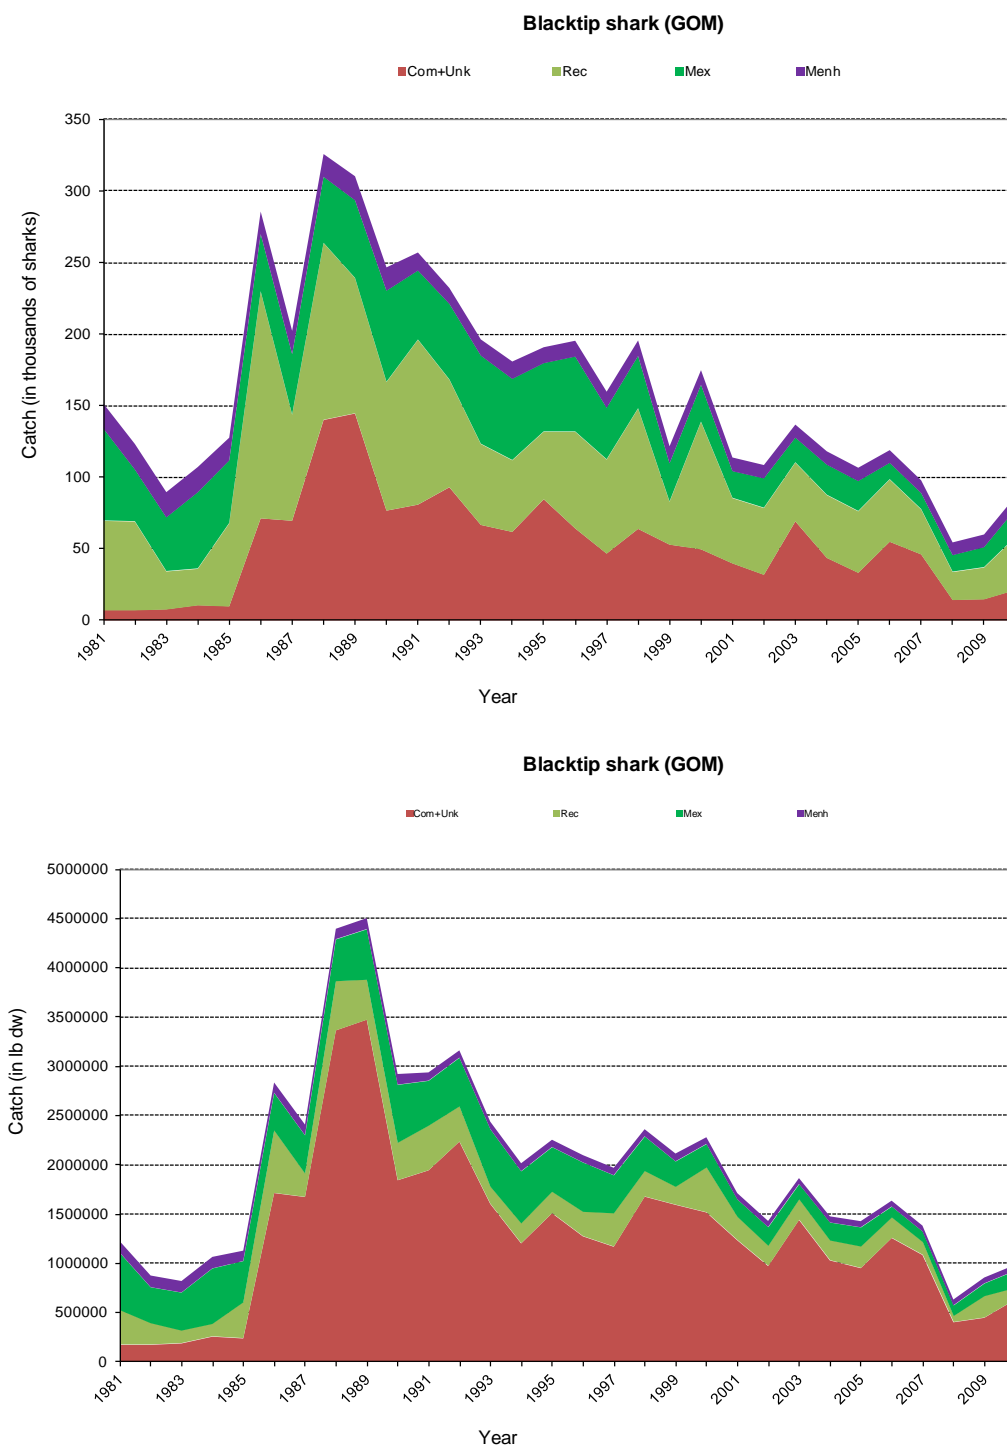 Blacktip shark (GOM)
Com+Unk Rec Mex Menh
350
300
250
200
150
100
50
0
Catch (in thousands of sharks)
1981 1983 1985 1987 1989 1991 1993 1995 1997 1999 2001 2003 2005 2007 2009
Year
Blacktip shark (GOM)
Com+Unk Rec Mex Menh
5000000
4500000
4000000
3500000
3000000
2500000
2000000
1500000
1000000
500000
0
Catch (in lb dw)
1981 1983 1985 1987 1989 1991 1993 1995 1997 1999 2001 2003 2005 2007 2009
Year